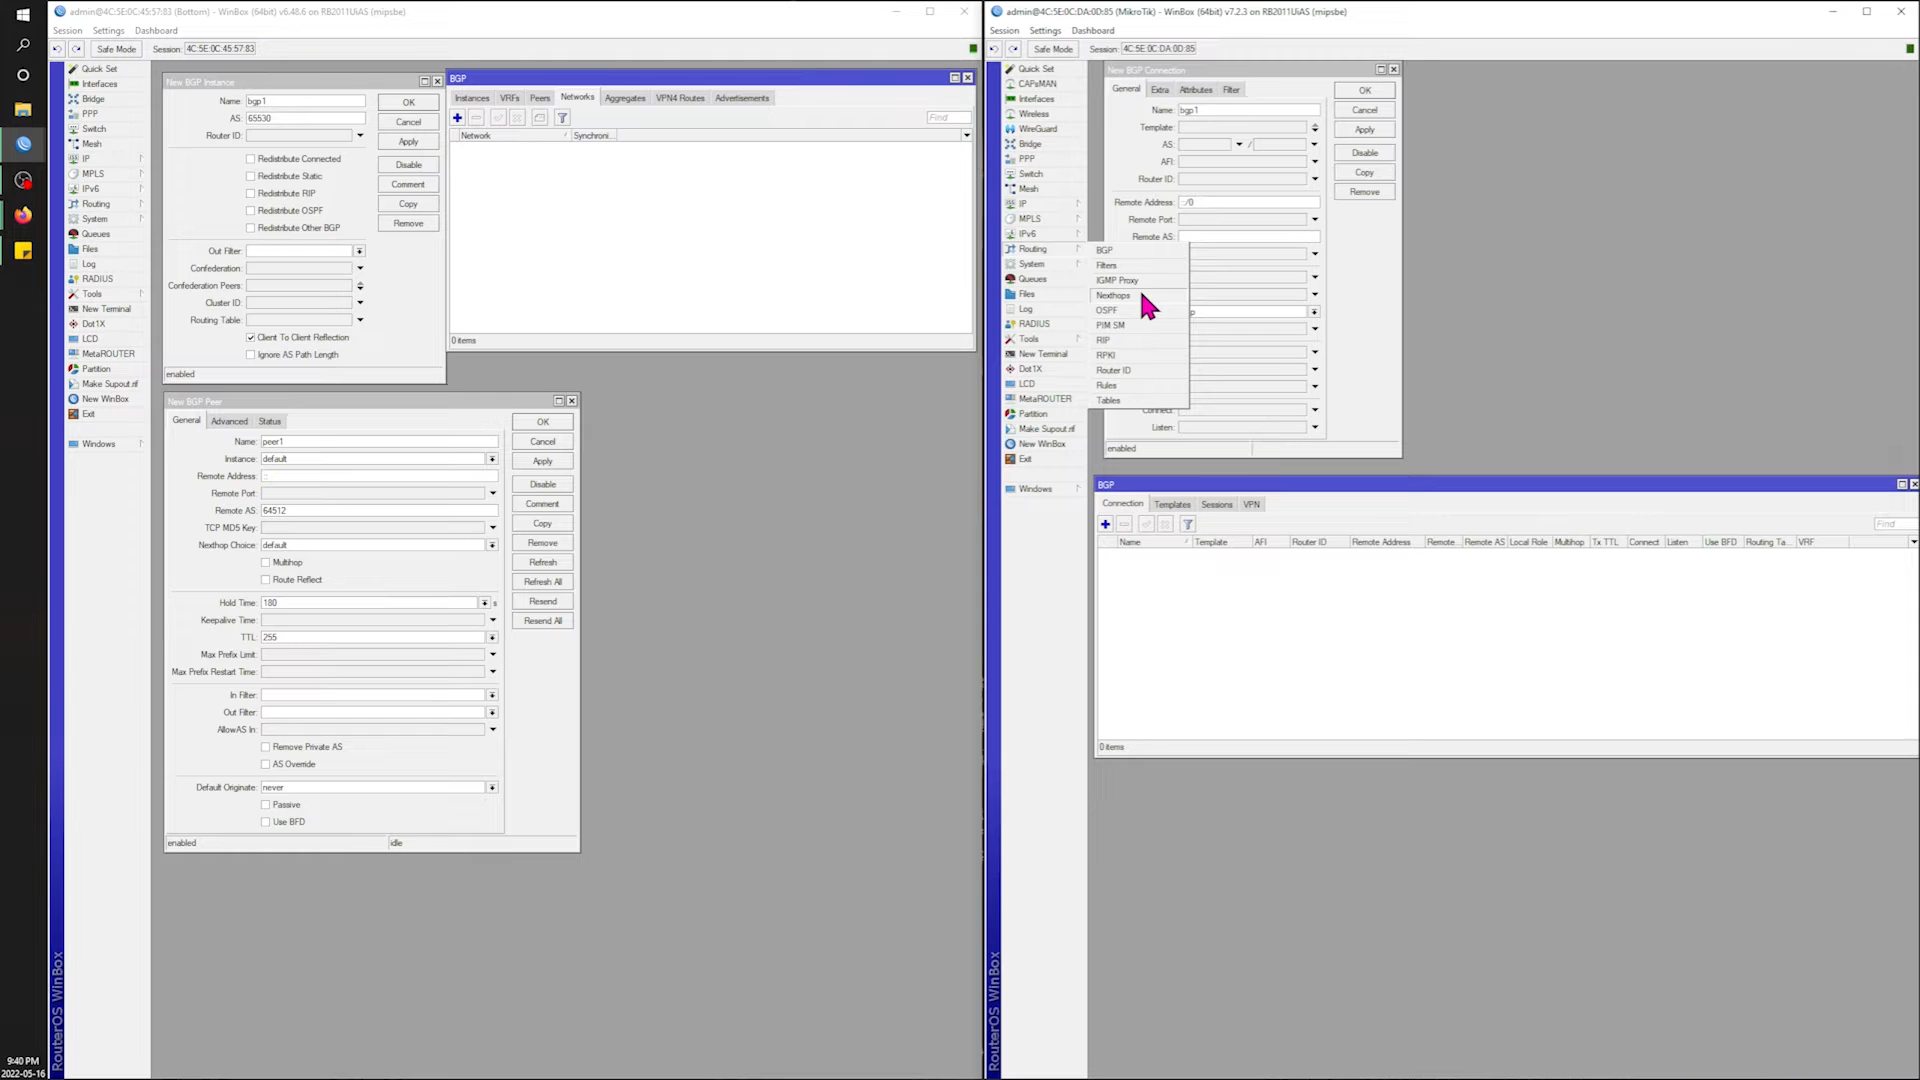 admin@4C:5E:0C:45:57:83 (Bottom) - WinBox (64bit) v6.48.6 on RB2011UiAS (mipsbe)
Session Settings Dashboard
Safe Mode Session: 4C:5E:0C:45:57:83
Quick Set
Interfaces
Bridge
PPP
Switch
Mesh
IP
MPLS
IPv6
Routing
System
Queues
Files
Log
RADIUS
Tools
New Terminal
Dot1X
LCD
MetaROUTER
Partition
Make Supout.rif
New WinBox
Exit
Windows
RouterOS WinBox
New BGP Instance
Name: bgp1
AS: 65530
Router ID:
Redistribute Connected
Redistribute Static
Redistribute RIP
Redistribute OSPF
Redistribute Other BGP
Out Filter:
Confederation:
Confederation Peers:
Cluster ID:
Routing Table:
Client To Client Reflection
Ignore AS Path Length
enabled
OK
Cancel
Apply
Disable
Comment
Copy
Remove
BGP
Instances VRFs Peers Networks Aggregates VPN4 Routes Advertisements
Find
Network Synchroni...
0 items
New BGP Peer
General Advanced Status
Name: peer1
Instance: default
Remote Address: ::
Remote Port:
Remote AS: 64512
TCP MD5 Key:
Nexthop Choice: default
Multihop
Route Reflect
Hold Time: 180 s
Keepalive Time:
TTL: 255
Max Prefix Limit:
Max Prefix Restart Time:
In Filter:
Out Filter:
AllowAS In:
Remove Private AS
AS Override
Default Originate: never
Passive
Use BFD
enabled idle
OK
Cancel
Apply
Disable
Comment
Copy
Remove
Refresh
Refresh All
Resend
Resend All
admin@4C:5E:0C:DA:0D:85 (MikroTik) - WinBox (64bit) v7.2.3 on RB2011UiAS (mipsbe)
Session Settings Dashboard
Safe Mode Session: 4C:5E:0C:DA:0D:85
Quick Set
CAPsMAN
Interfaces
Wireless
WireGuard
Bridge
PPP
Switch
Mesh
IP
MPLS
IPv6
Routing
System
Queues
Files
Log
RADIUS
Tools
New Terminal
Dot1X
LCD
MetaROUTER
Partition
Make Supout.rif
New WinBox
Exit
Windows
RouterOS WinBox
BGP
Filters
IGMP Proxy
Nexthops
OSPF
PIM SM
RIP
RPKI
Router ID
Rules
Tables
New BGP Connection
General Extra Attributes Filter
Name: bgp1
Template:
AS: /
AFI:
Router ID:
Remote Address: ::/0
Remote Port:
Remote AS:
Connect:
Listen:
enabled
OK
Cancel
Apply
Disable
Copy
Remove
BGP
Connection Templates Sessions VPN
Find
Name Template AFI Router ID Remote Address Remote ... Remote AS Local Role Multihop Tx TTL Connect Listen Use BFD Routing Ta... VRF
0 items
9:40 PM
2022-05-16